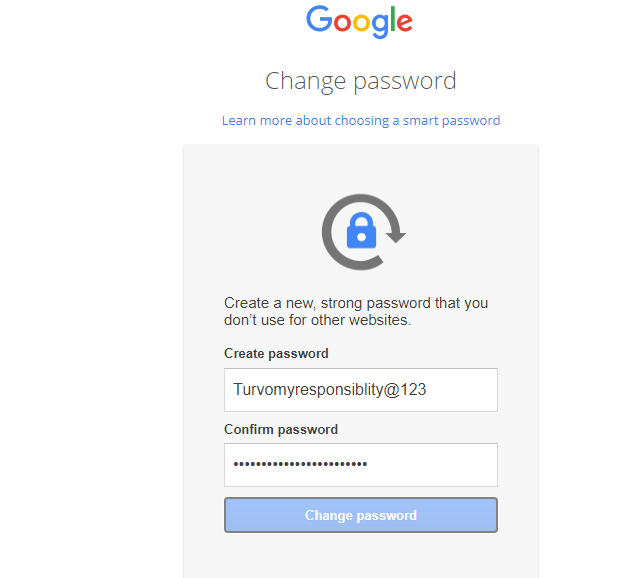 Google
Change password
Learn more about choosing a smart password
Create a new, strong password that you
don't use for other websites.
Create password
Turvomyresponsiblity@123
Confirm password
••••••••••••••••••••••••
Change password